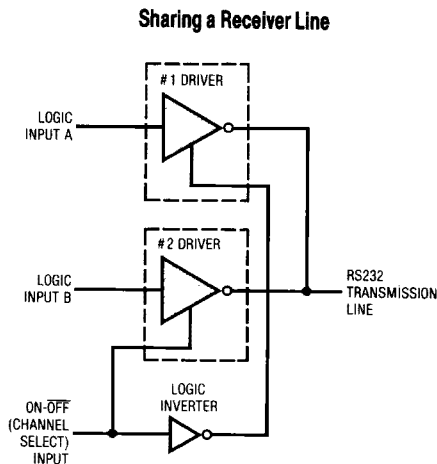 Sharing a Receiver Line
#1 DRIVER
LOGIC
INPUT A
#2 DRIVER
LOGIC
INPUT B
RS232
TRANSMISSION
LINE
LOGIC
INVERTER
ON-OFF
(CHANNEL
SELECT)
INPUT